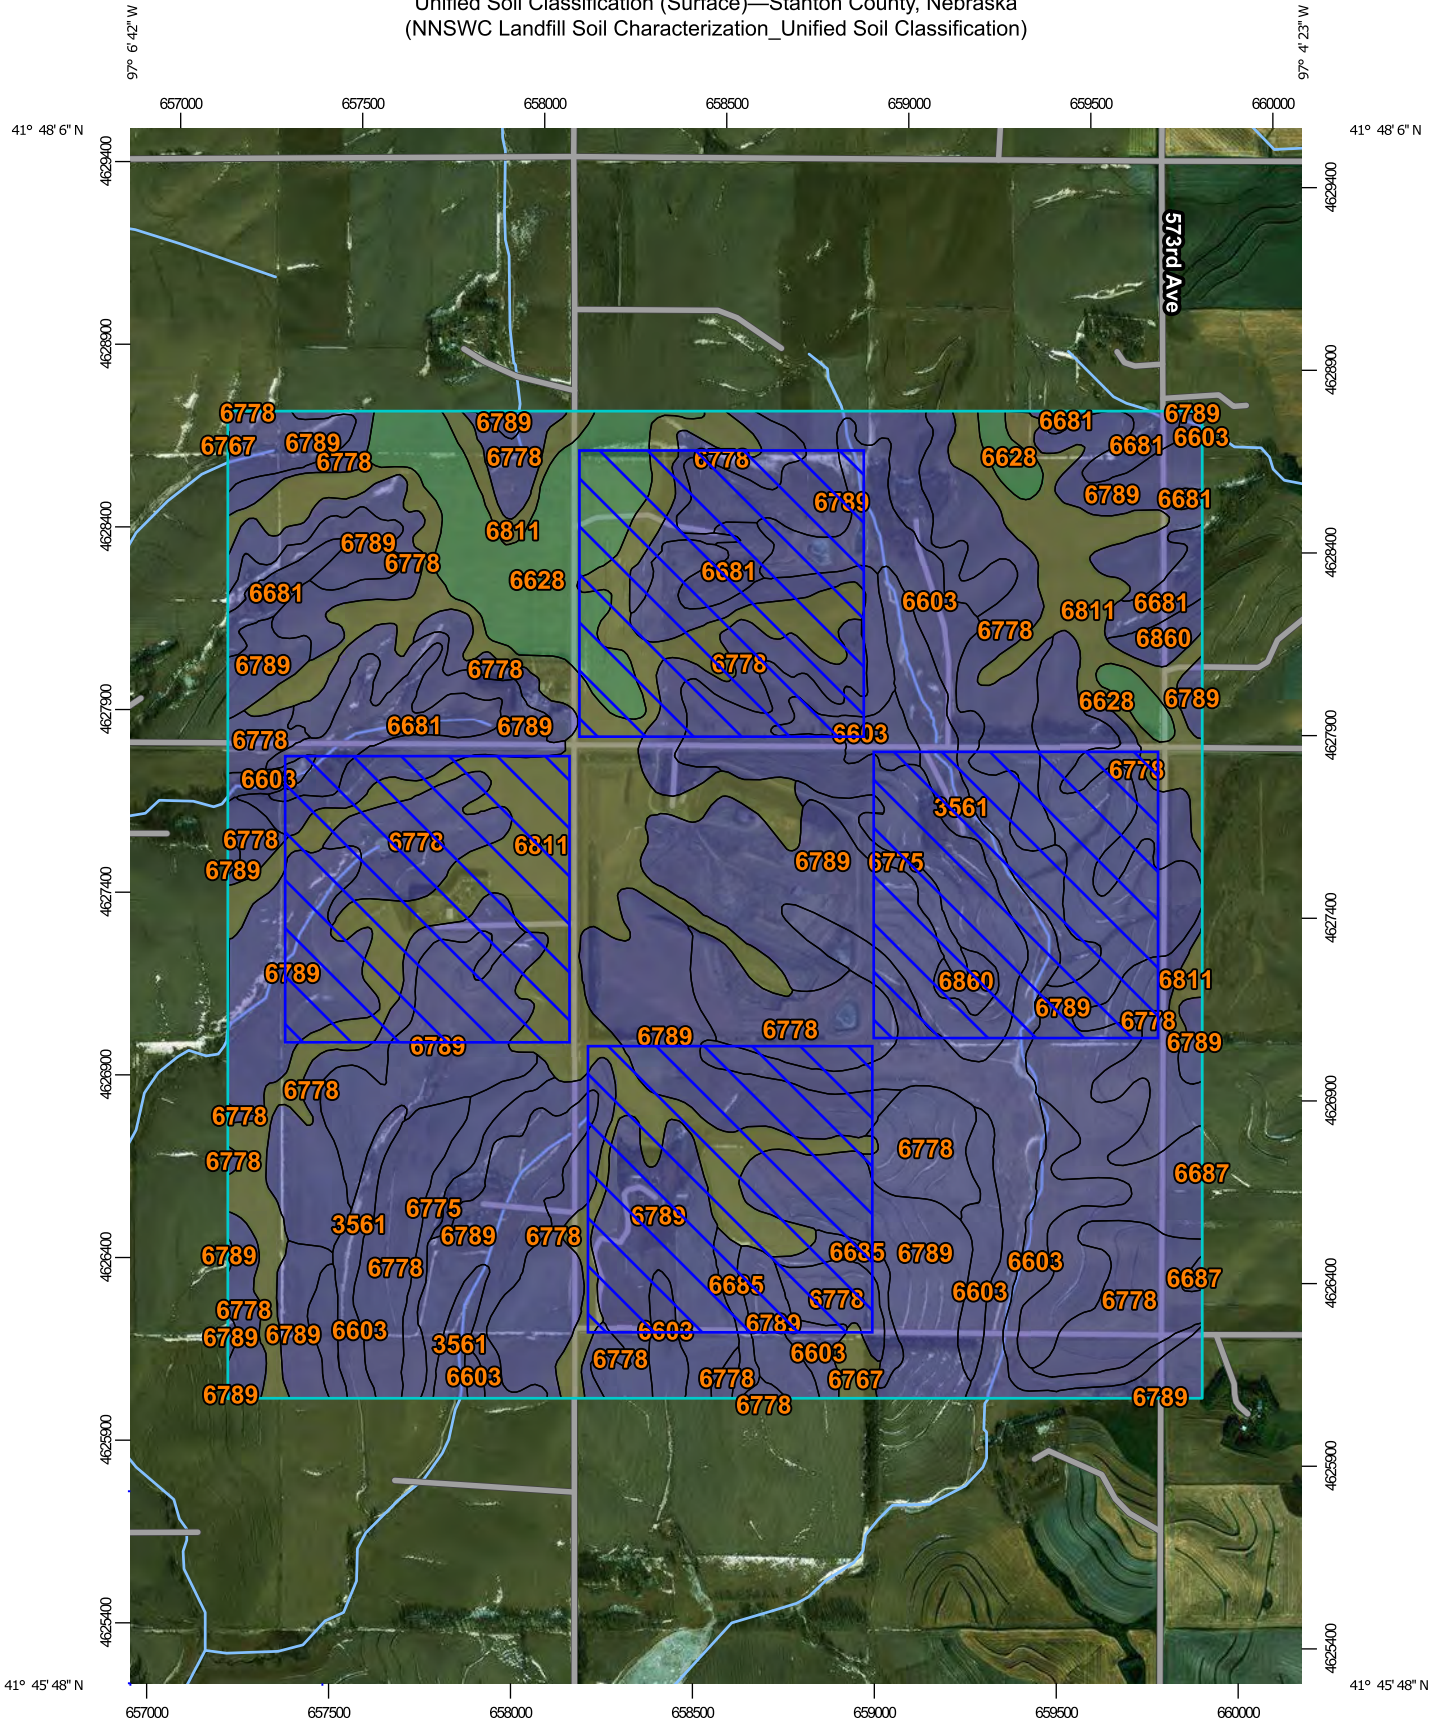 Unified Soil Classification (Surface)—Stanton County, Nebraska
(NNSWC Landfill Soil Characterization_Unified Soil Classification)
97° 6' 42" W
97° 4' 23" W
657000 657500 658000 658500 659000 659500 660000
41° 48' 6" N
41° 48' 6" N
4629400
4629400
573rd Ave
4628900
4628900
6778 6789 6681 6789
6767 6789 6778 6778 6778 6628 6681 6603
6789 6789 6681
4628400
4628400
6811
6789 6778 6628 6681
6681 6603 6811 6681
6778 6860
6789 6778 6778
4627900
4627900
6628 6789
6681 6789 6603
6778
6603 6778
3561
6778 6778 6811
6789 6789 6775
4627400
4627400
6789 6860 6811
6789 6778
6789 6789 6778 6789
4626900
4626900
6778
6778
6778 6778
6687
6775 6789
3561 6789 6778
4626400
4626400
6789 6778 6685 6789 6603
6685 6603 6687
6778 6778 6778
6789 6789 6603 6603 6789
3561 6778 6603
6603 6778 6767
6789 6778 6789
4625900
4625900
4625400
4625400
41° 45' 48" N
41° 45' 48" N
657000 657500 658000 658500 659000 659500 660000